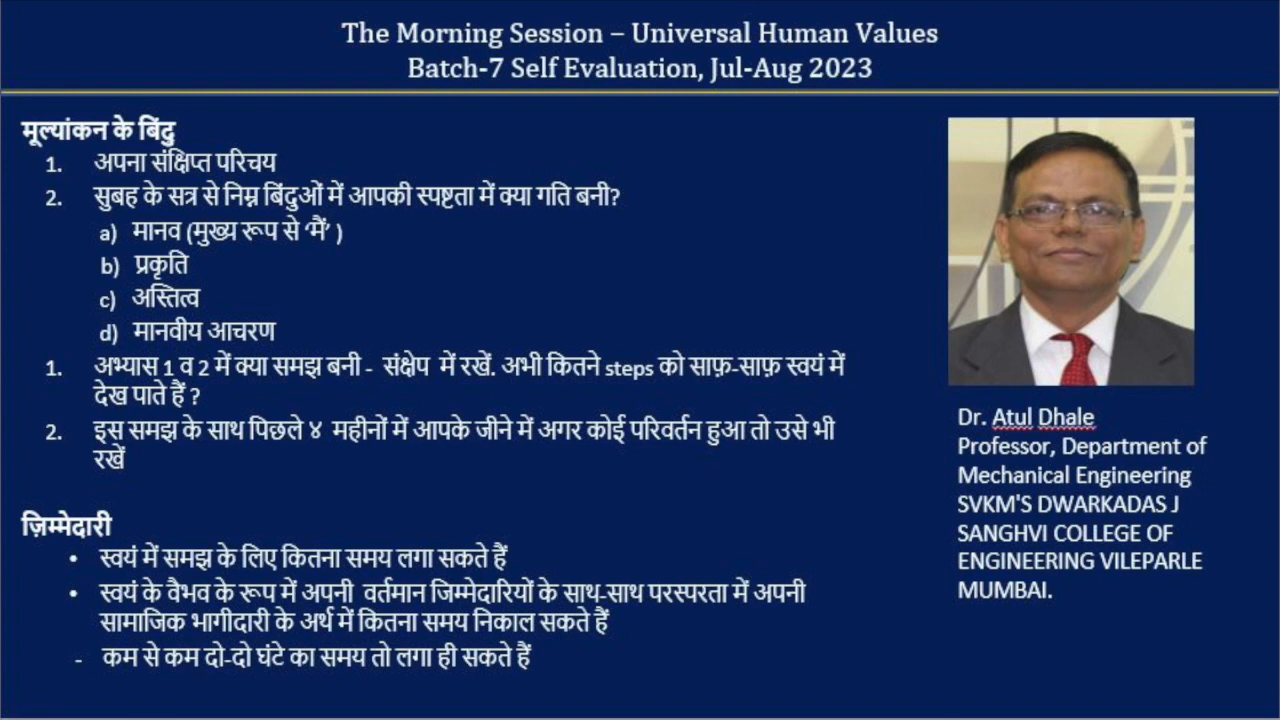 The Morning Session – Universal Human Values
Batch-7 Self Evaluation, Jul-Aug 2023
मूल्यांकन के बिंदु
1. अपना संक्षिप्त परिचय
2. सुबह के सत्र से निम्न बिंदुओं में आपकी स्पष्टता में क्या गति बनी?
a) मानव (मुख्य रूप से ‘मैं’ )
b) प्रकृति
c) अस्तित्व
d) मानवीय आचरण
1. अभ्यास 1 व 2 में क्या समझ बनी - संक्षेप में रखें. अभी कितने steps को साफ़-साफ़ स्वयं में
देख पाते हैं ?
2. इस समझ के साथ पिछले ४ महीनों में आपके जीने में अगर कोई परिवर्तन हुआ तो उसे भी
रखें
ज़िम्मेदारी
• स्वयं में समझ के लिए कितना समय लगा सकते हैं
• स्वयं के वैभव के रूप में अपनी वर्तमान जिम्मेदारियों के साथ-साथ परस्परता में अपनी
सामाजिक भागीदारी के अर्थ में कितना समय निकाल सकते हैं
- कम से कम दो-दो घंटे का समय तो लगा ही सकते हैं
Dr. Atul Dhale
Professor, Department of
Mechanical Engineering
SVKM'S DWARKADAS J
SANGHVI COLLEGE OF
ENGINEERING VILEPARLE
MUMBAI.